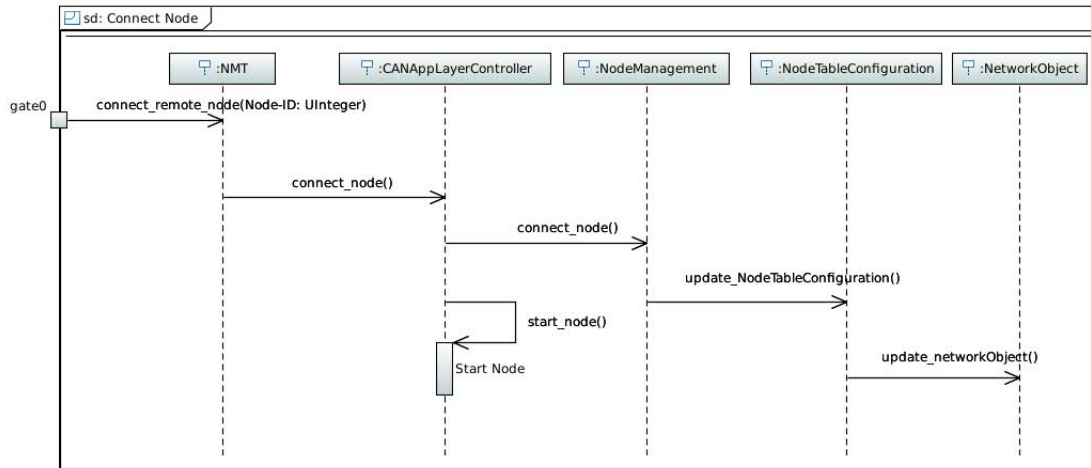 sd: Connect Node
:NMT
:CANAppLayerController
:NodeManagement
:NodeTableConfiguration
:NetworkObject
gate0
connect_remote_node(Node-ID: UInteger)
connect_node()
connect_node()
update_NodeTableConfiguration()
start_node()
Start Node
update_networkObject()